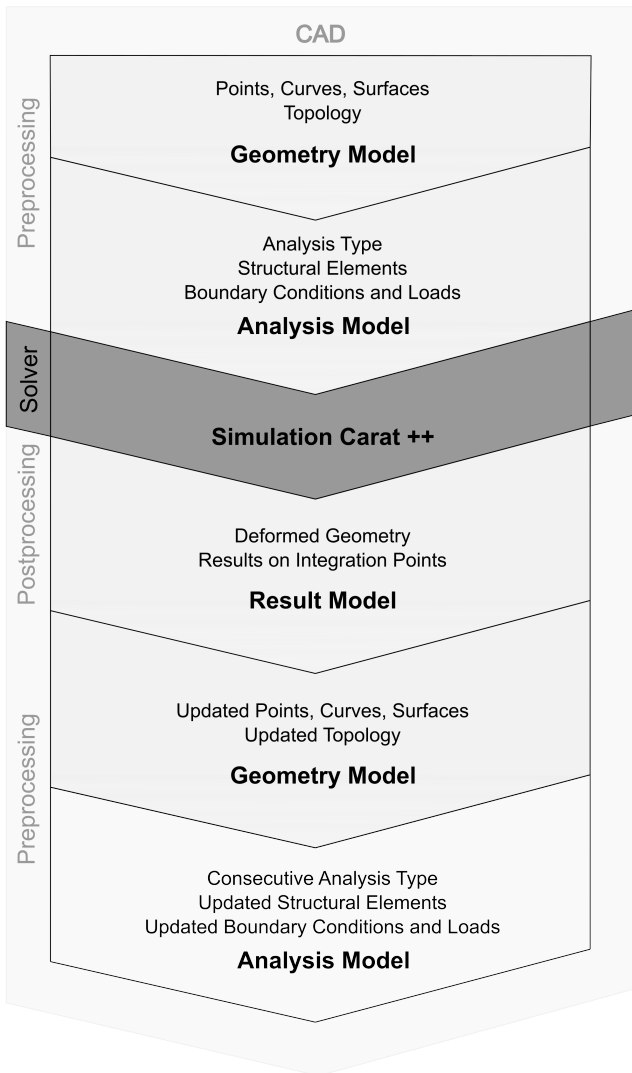 CAD
Preprocessing
Points, Curves, Surfaces
Topology
Geometry Model
Analysis Type
Structural Elements
Boundary Conditions and Loads
Analysis Model
Solver
Simulation Carat ++
Postprocessing
Deformed Geometry
Results on Integration Points
Result Model
Preprocessing
Updated Points, Curves, Surfaces
Updated Topology
Geometry Model
Consecutive Analysis Type
Updated Structural Elements
Updated Boundary Conditions and Loads
Analysis Model